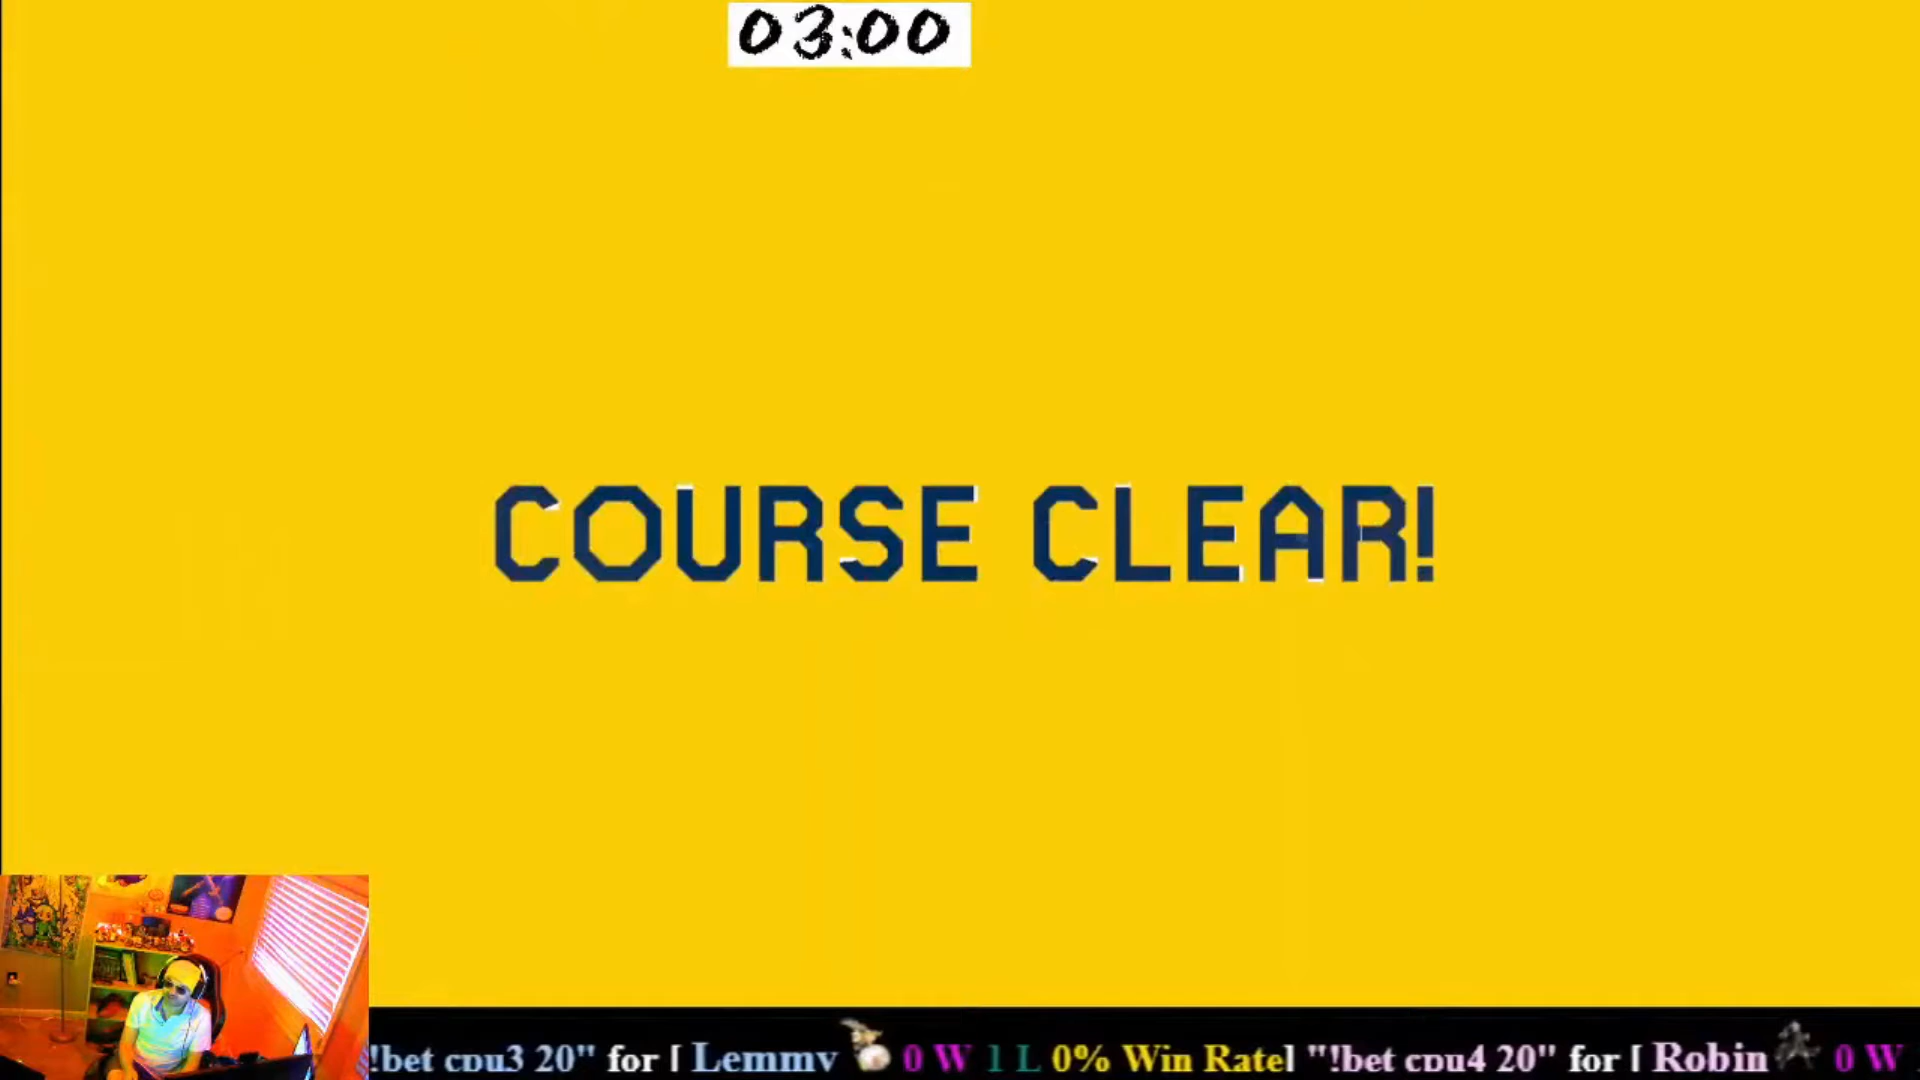 03:00
COURSE CLEAR!
!bet cpu3 20" for [ Lemmy 0 W 1 L 0% Win Rate] "!bet cpu4 20" for [ Robin 0 W